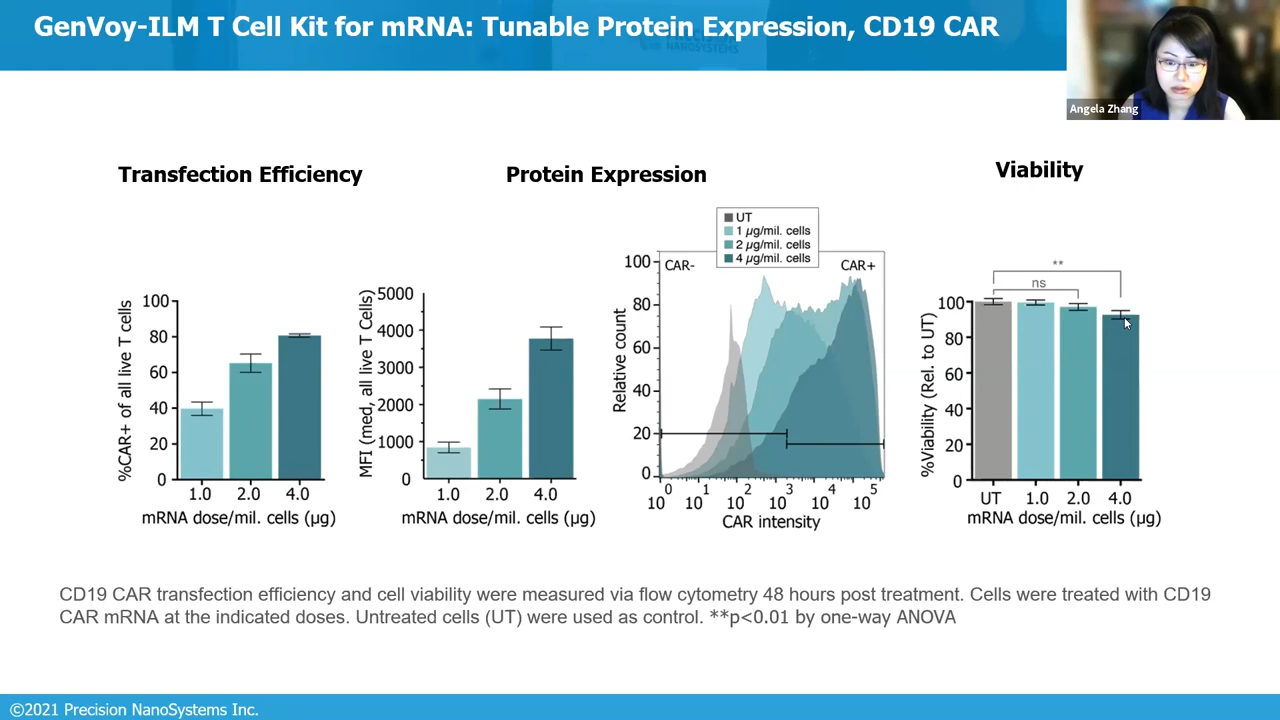 GenVoy-ILM T Cell Kit for mRNA: Tunable Protein Expression, CD19 CAR
PRECISION
NANOSYSTEMS
Angela Zhang
Transfection Efficiency
Protein Expression
Viability
%CAR+ of all live T cells
100
80
60
40
20
0
1.0 2.0 4.0
mRNA dose/mil. cells (µg)
MFI (med, all live T Cells)
5000
4000
3000
2000
1000
0
1.0 2.0 4.0
mRNA dose/mil. cells (µg)
UT
1 µg/mil. cells
2 µg/mil. cells
4 µg/mil. cells
CAR- CAR+
Relative count
100
80
60
40
20
0
10^0 10^1 10^2 10^3 10^4 10^5
CAR intensity
**
ns
%Viability (Rel. to UT)
100
80
60
40
20
0
UT 1.0 2.0 4.0
mRNA dose/mil. cells (µg)
CD19 CAR transfection efficiency and cell viability were measured via flow cytometry 48 hours post treatment. Cells were treated with CD19
CAR mRNA at the indicated doses. Untreated cells (UT) were used as control. **p<0.01 by one-way ANOVA
©2021 Precision NanoSystems Inc.